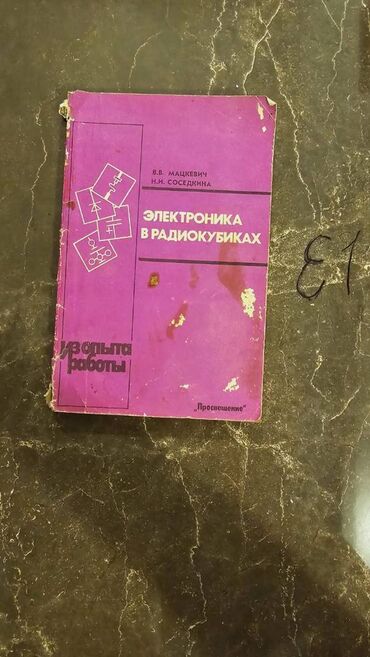 В.В. МАЦКЕВИЧ
Н.И. СОСЕДКИНА
ЭЛЕКТРОНИКА
В РАДИОКУБИКАХ
ИЗ ОПЫТА
РАБОТЫ
„Просвещение"
E1